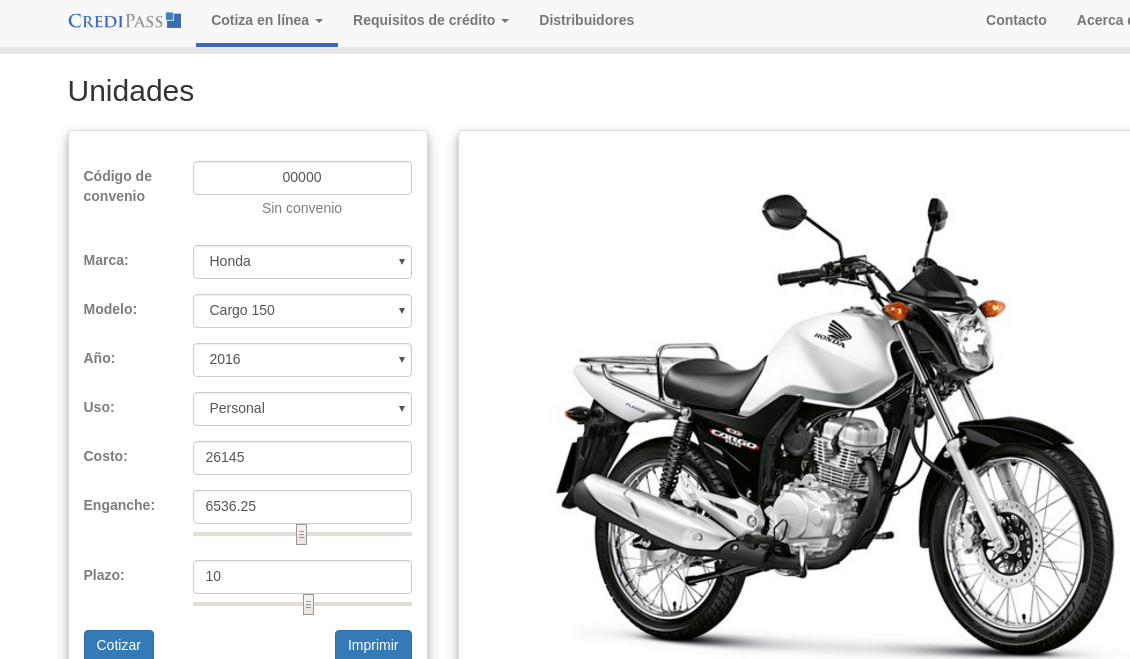 CREDIPASS
Cotiza en línea
Requisitos de crédito
Distribuidores
Contacto
Acerca
Unidades
Código de
convenio
00000
Sin convenio
Marca:
Honda
Modelo:
Cargo 150
Año:
2016
Uso:
Personal
Costo:
26145
Enganche:
6536.25
Plazo:
10
Cotizar
Imprimir
HONDA
CARGO